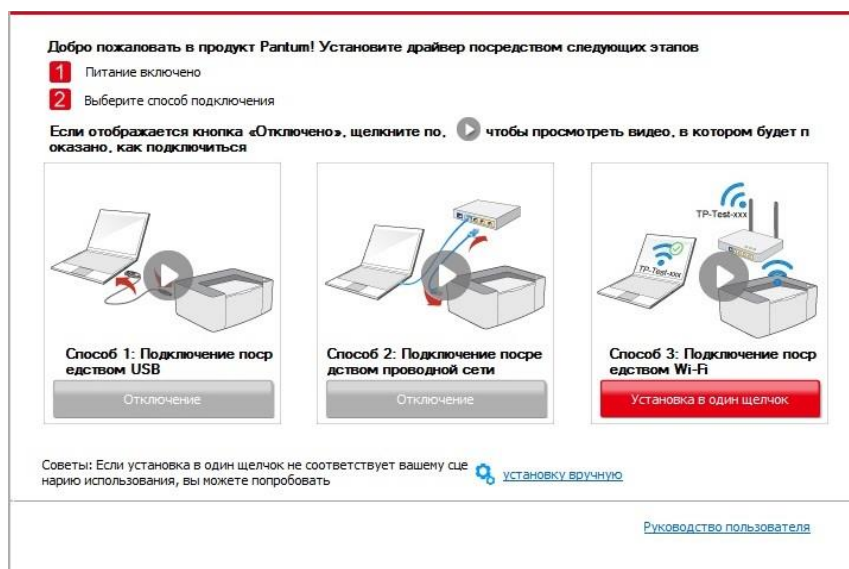 Добро пожаловать в продукт Pantum! Установите драйвер посредством следующих этапов
1 Питание включено
2 Выберите способ подключения
Если отображается кнопка «Отключено», щелкните по, чтобы просмотреть видео, в котором будет п
оказано, как подключиться
TP-Test-xxx
TP-Test-xxx
Способ 1: Подключение поср
едством USB
Отключение
Способ 2: Подключение посре
дством проводной сети
Отключение
Способ 3: Подключение поср
едством Wi-Fi
Установка в один щелчок
Советы: Если установка в один щелчок не соответствует вашему сце
нарию использования, вы можете попробовать
установку вручную
Руководство пользователя